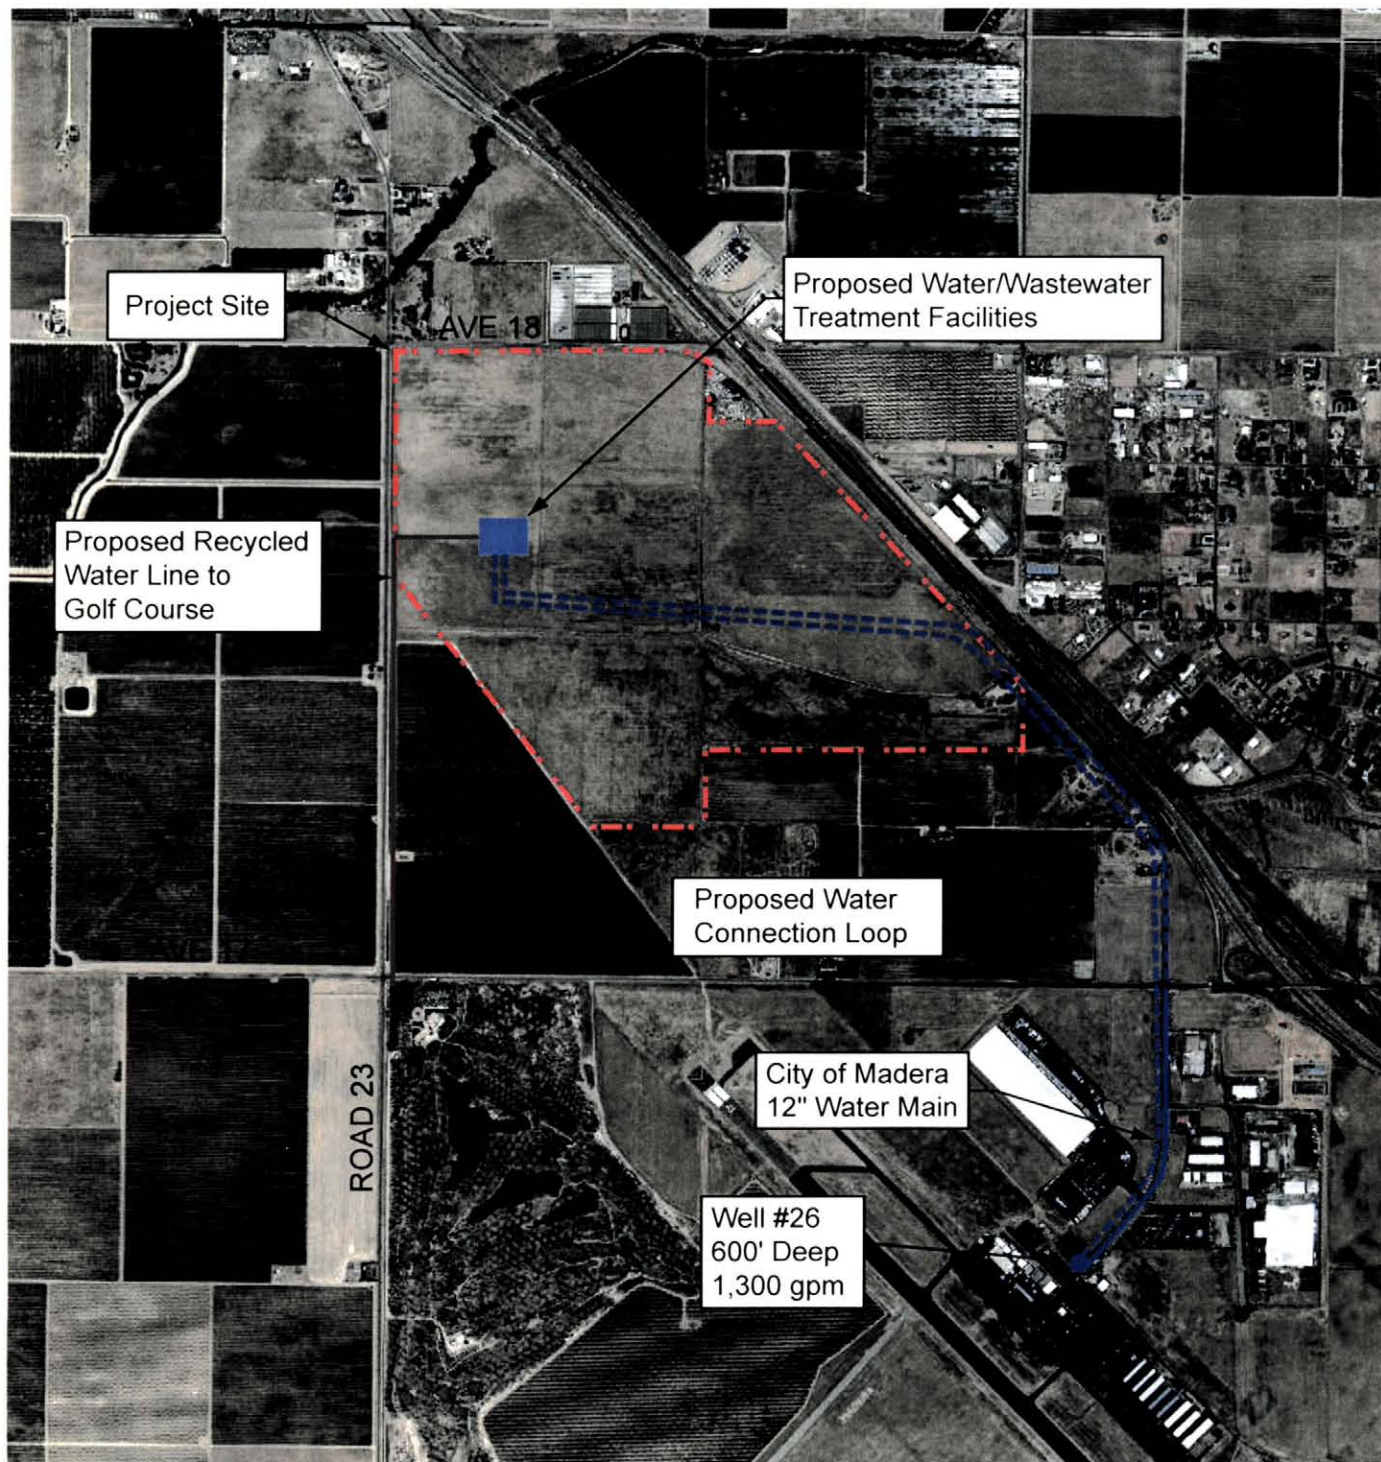 Project Site
AVE 18
Proposed Water/Wastewater
Treatment Facilities
Proposed Recycled
Water Line to
Golf Course
Proposed Water
Connection Loop
City of Madera
12" Water Main
ROAD 23
Well #26
600' Deep
1,300 gpm